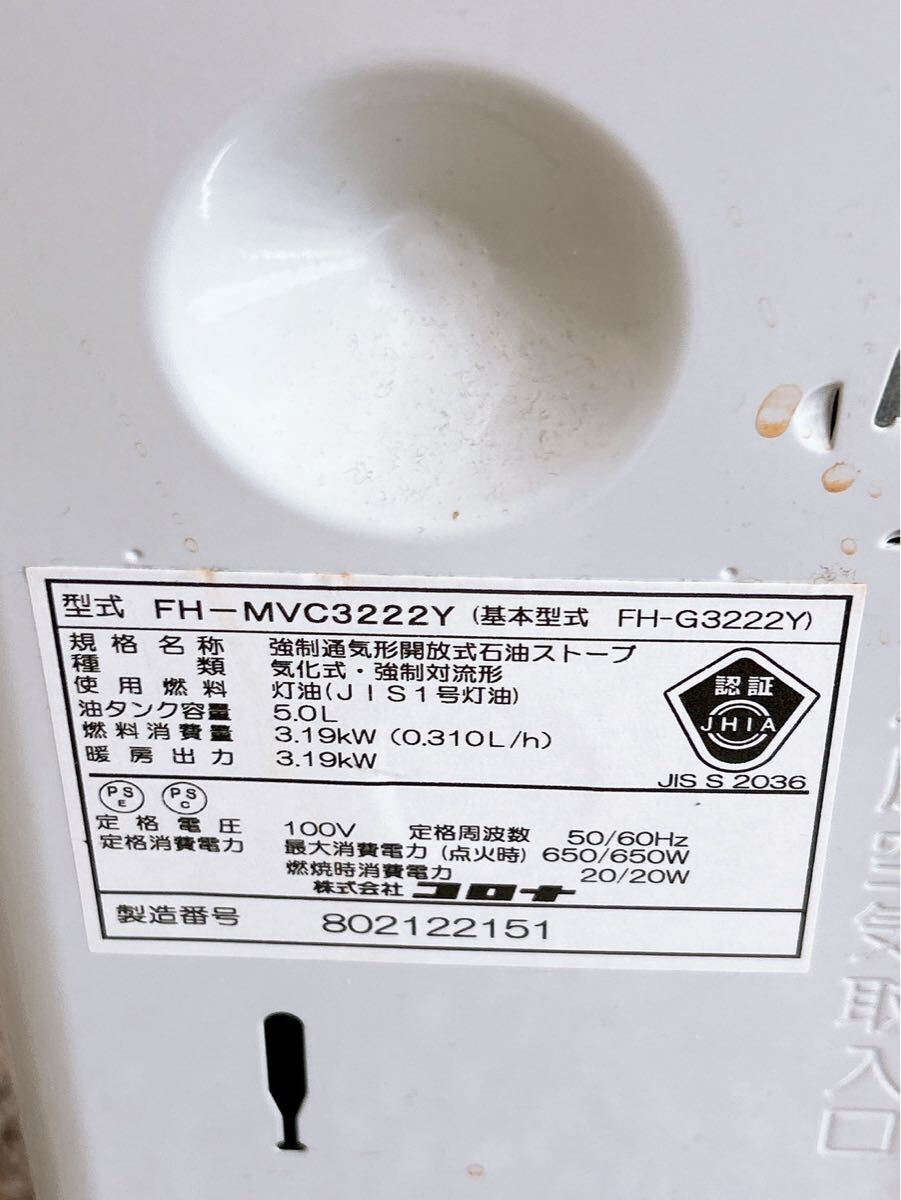 型式 FH-MVC3222Y (基本型式 FH-G3222Y)
規格名称 強制通気形開放式石油ストーブ
種類 気化式・強制対流形
使用燃料 灯油(JIS1号灯油)
油タンク容量 5.0L
燃料消費量 3.19kW (0.310L/h)
暖房出力 3.19kW
認証
JHIA
JIS S 2036
PS E PS C
定格電圧 100V 定格周波数 50/60Hz
定格消費電力 最大消費電力 (点火時) 650/650W
燃焼時消費電力 20/20W
株式会社 コロナ
製造番号 802122151
取入口